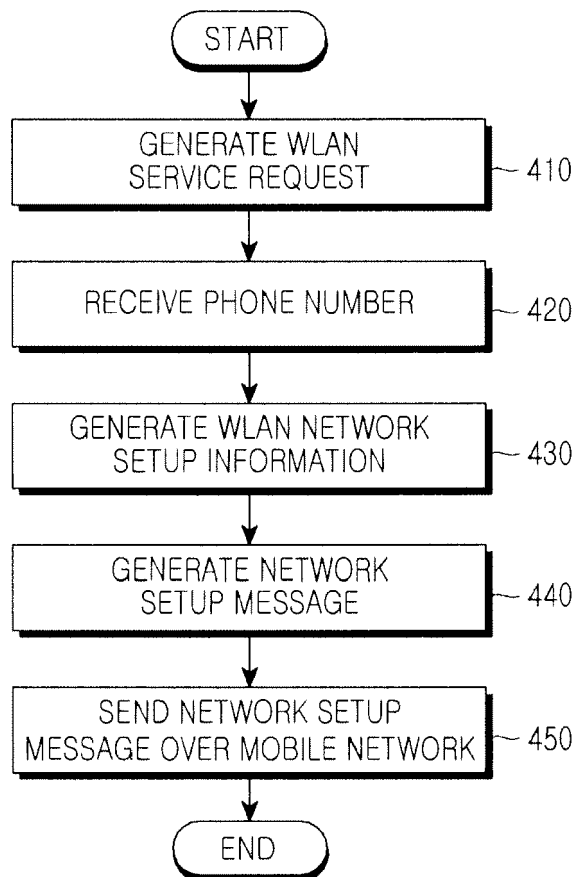 START
GENERATE WLAN
SERVICE REQUEST
410
RECEIVE PHONE NUMBER
420
GENERATE WLAN NETWORK
SETUP INFORMATION
430
GENERATE NETWORK
SETUP MESSAGE
440
SEND NETWORK SETUP
MESSAGE OVER MOBILE NETWORK
450
END